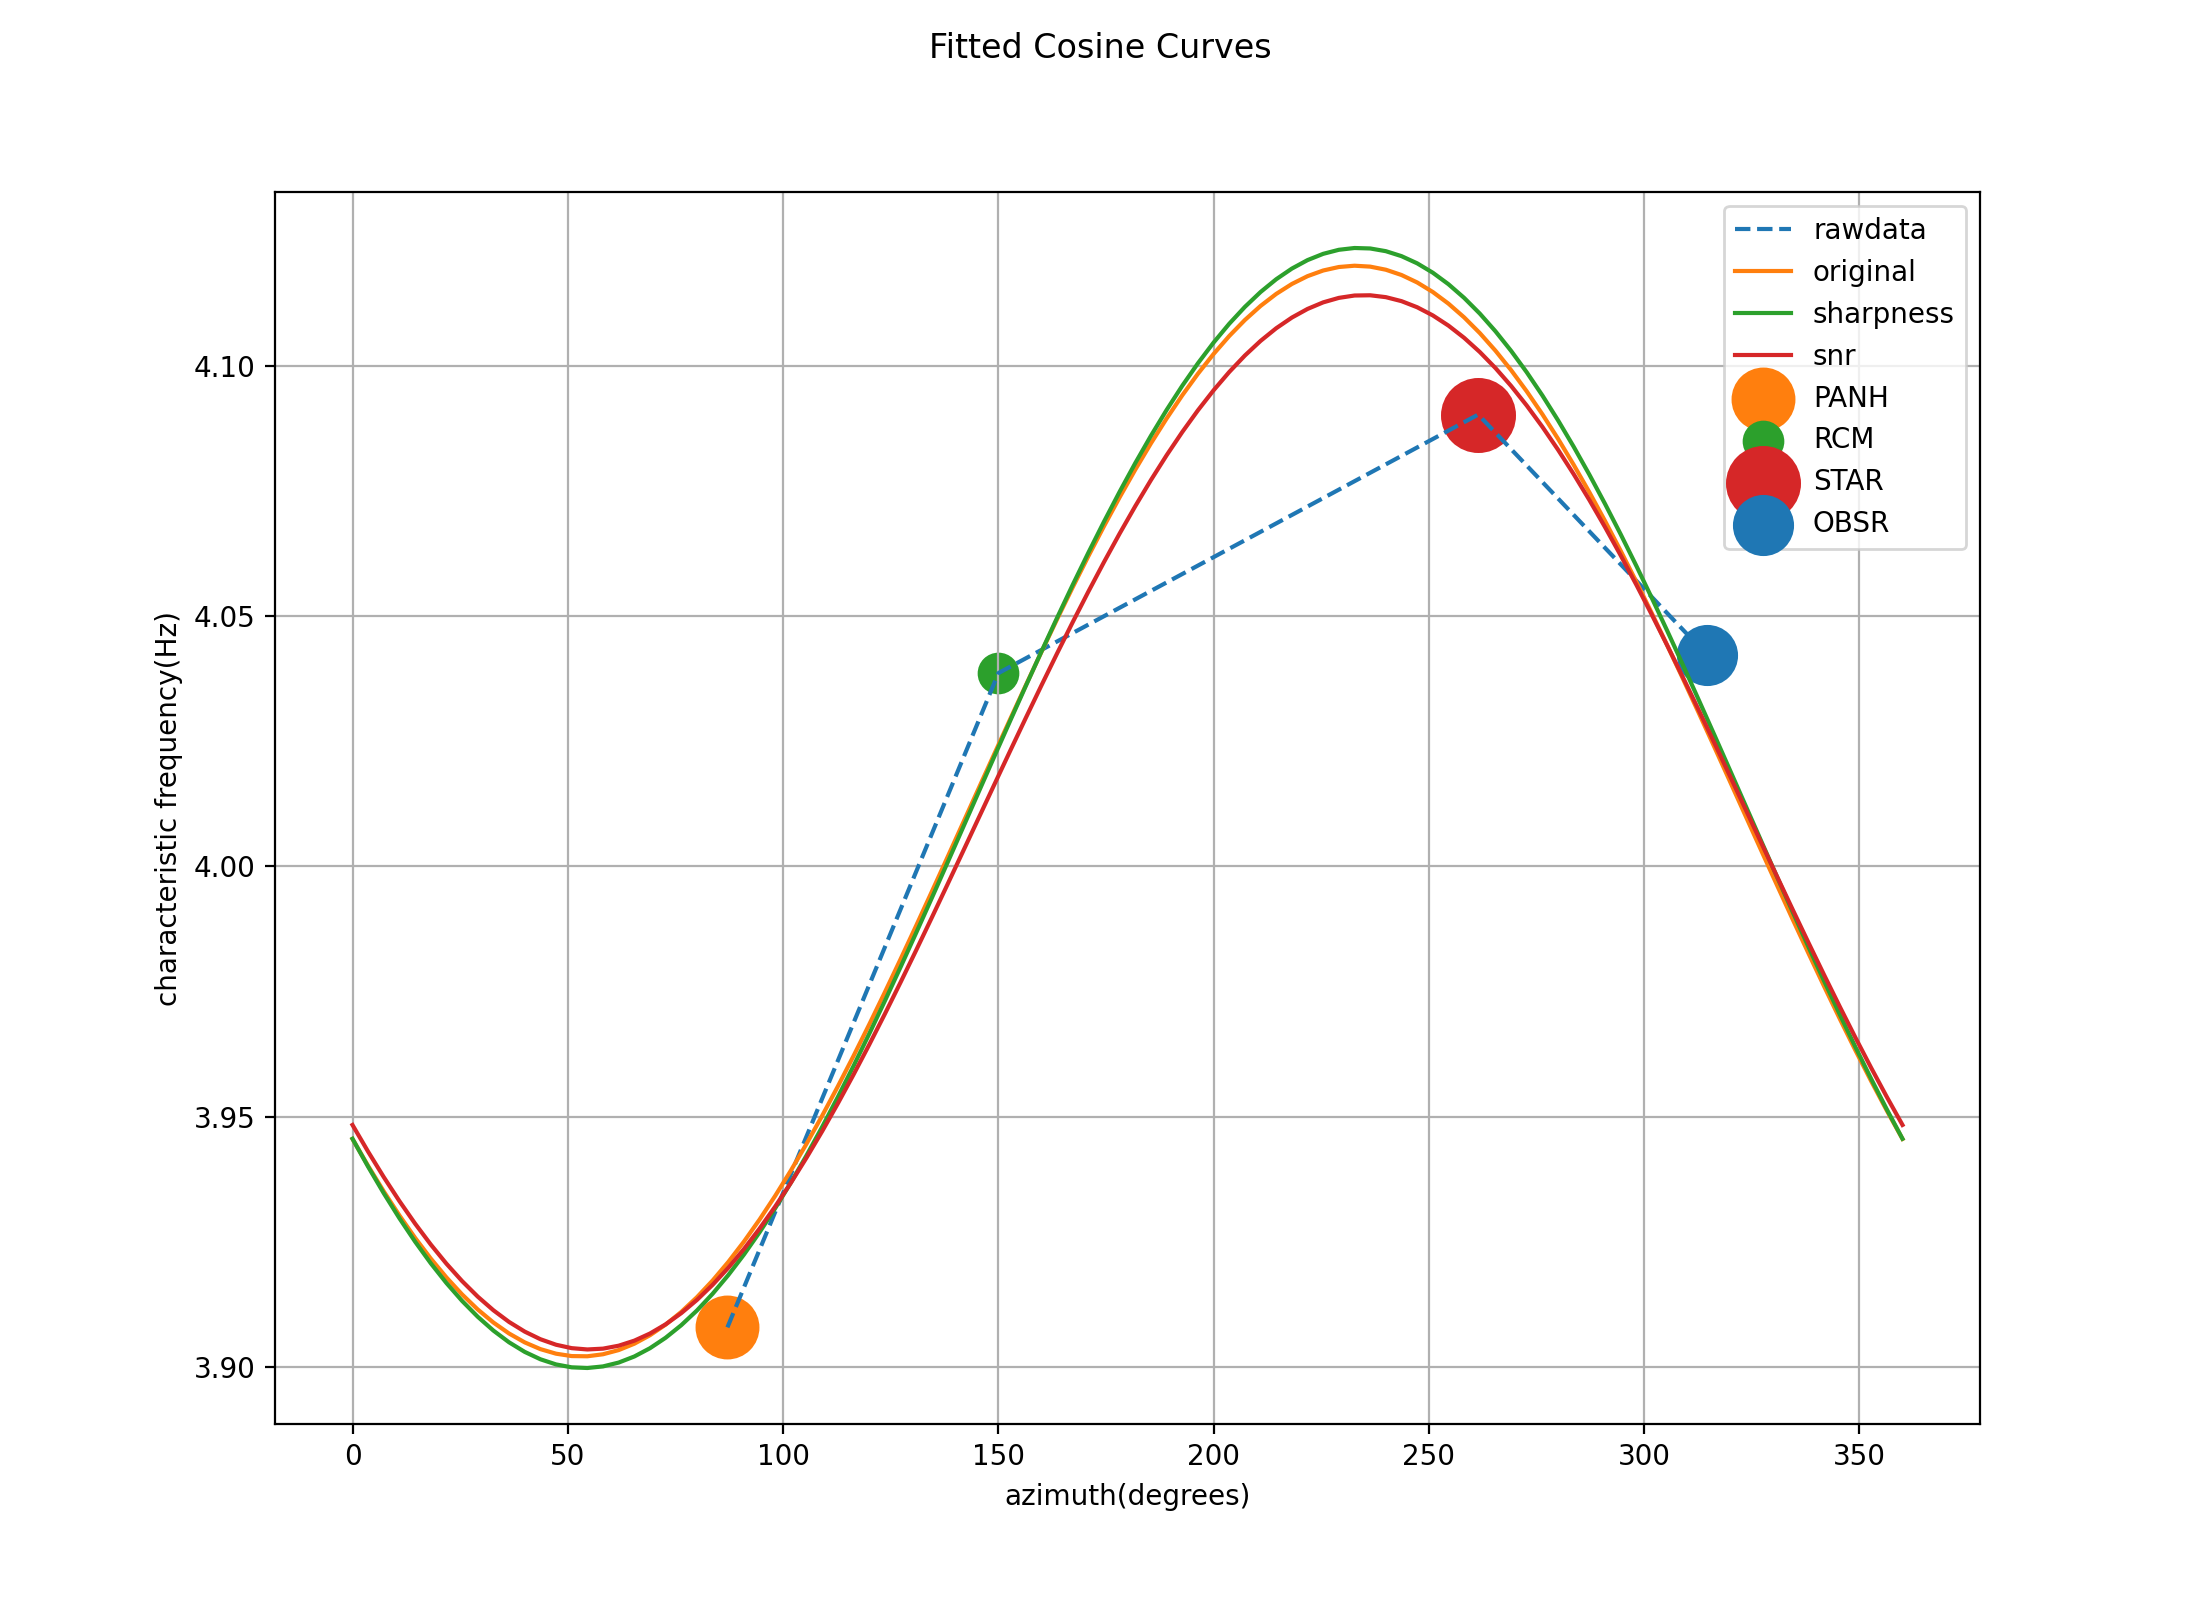 Fitted Cosine Curves
rawdata
original
sharpness
snr
PANH
RCM
STAR
OBSR
4.10
4.05
4.00
3.95
3.90
characteristic frequency(Hz)
0 50 100 150 200 250 300 350
azimuth(degrees)